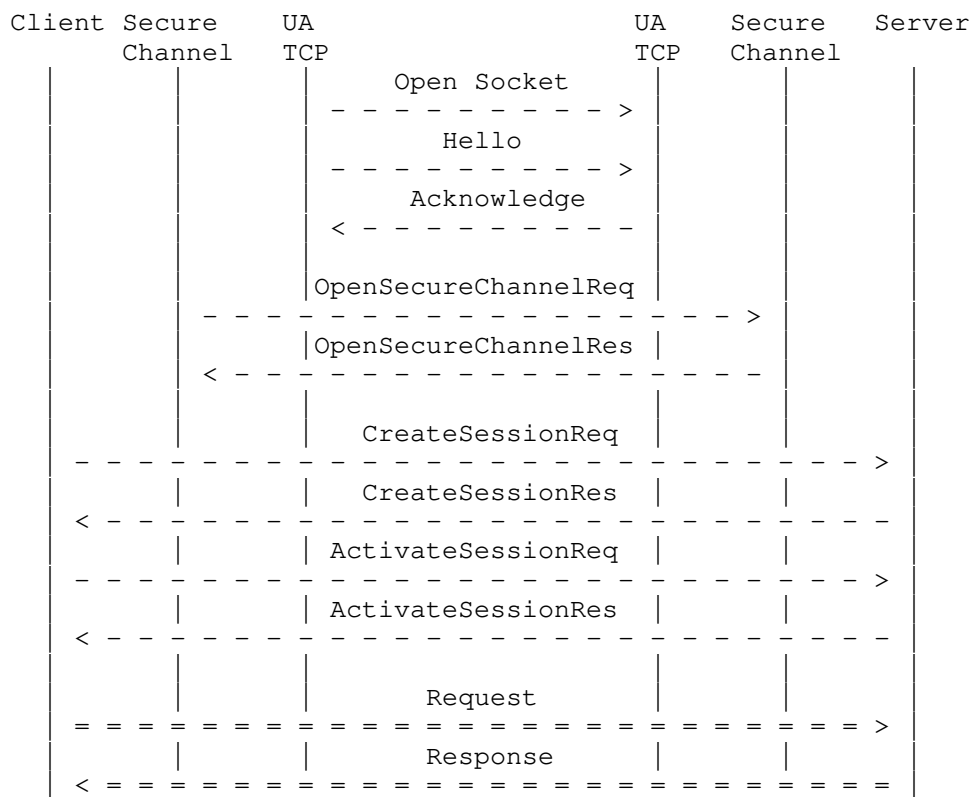 Client Secure UA UA Secure Server
Channel TCP TCP Channel
Open Socket
Hello
Acknowledge
OpenSecureChannelReq
OpenSecureChannelRes
CreateSessionReq
CreateSessionRes
ActivateSessionReq
ActivateSessionRes
Request
Response